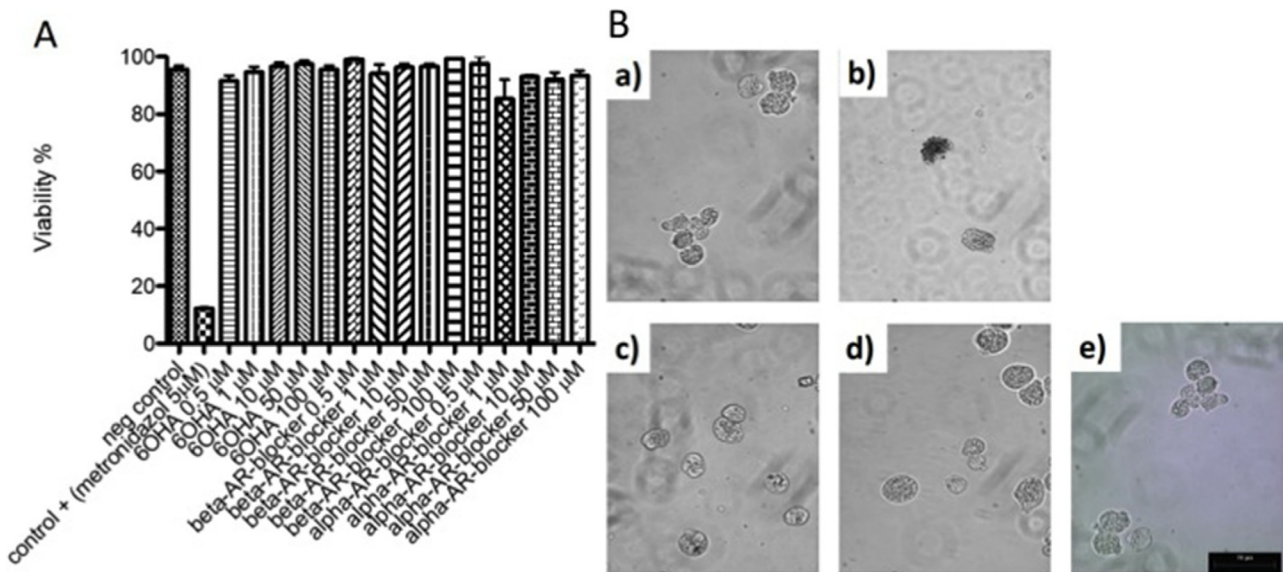 A
Viability %
100
80
60
40
20
0
neg control
control + (metronidazol 5µM)
6OHA 0.5 µM
6OHA 1 µM
6OHA 10 µM
6OHA 50 µM
6OHA 100 µM
beta-AR-blocker 0.5 µM
beta-AR-blocker 1 µM
beta-AR-blocker 10 µM
beta-AR-blocker 50 µM
beta-AR-blocker 100 µM
alpha-AR-blocker 0.5 µM
alpha-AR-blocker 1 µM
alpha-AR-blocker 10 µM
alpha-AR-blocker 50 µM
alpha-AR-blocker 100 µM
B
a)
b)
c)
d)
e)